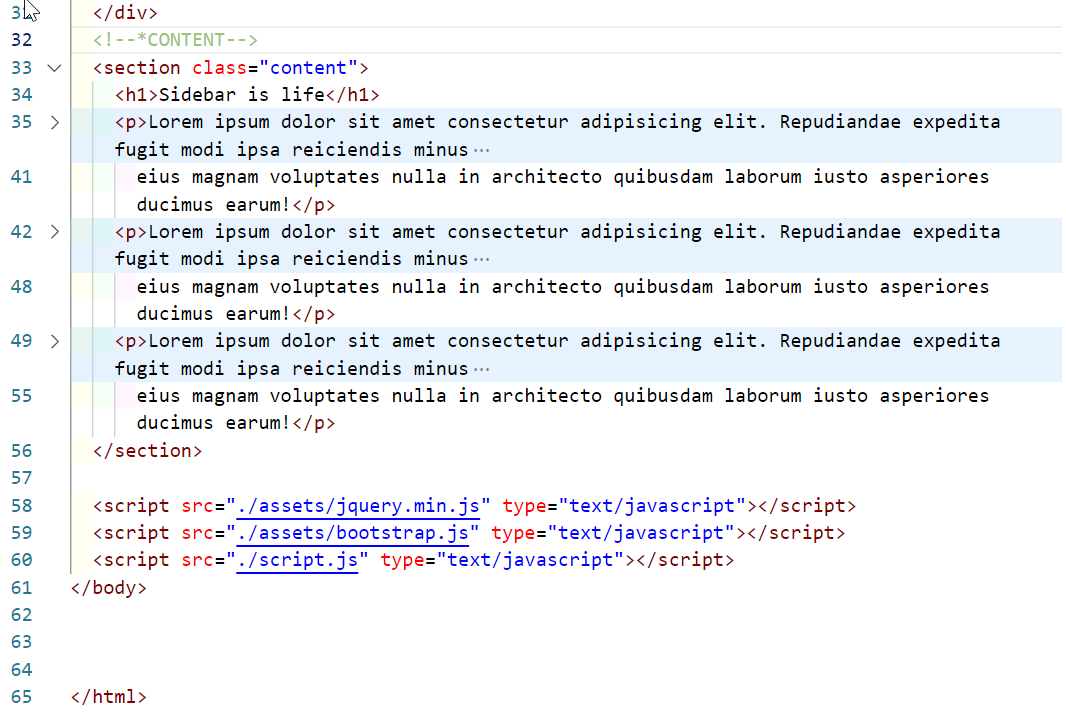 </div>
32 <!--*CONTENT-->
33 <section class="content">
34 <h1>Sidebar is life</h1>
35 <p>Lorem ipsum dolor sit amet consectetur adipisicing elit. Repudiandae expedita
fugit modi ipsa reiciendis minus···
41 eius magnam voluptates nulla in architecto quibusdam laborum iusto asperiores
ducimus earum!</p>
42 <p>Lorem ipsum dolor sit amet consectetur adipisicing elit. Repudiandae expedita
fugit modi ipsa reiciendis minus···
48 eius magnam voluptates nulla in architecto quibusdam laborum iusto asperiores
ducimus earum!</p>
49 <p>Lorem ipsum dolor sit amet consectetur adipisicing elit. Repudiandae expedita
fugit modi ipsa reiciendis minus···
55 eius magnam voluptates nulla in architecto quibusdam laborum iusto asperiores
ducimus earum!</p>
56 </section>
57
58 <script src="./assets/jquery.min.js" type="text/javascript"></script>
59 <script src="./assets/bootstrap.js" type="text/javascript"></script>
60 <script src="./script.js" type="text/javascript"></script>
61 </body>
62
63
64
65 </html>